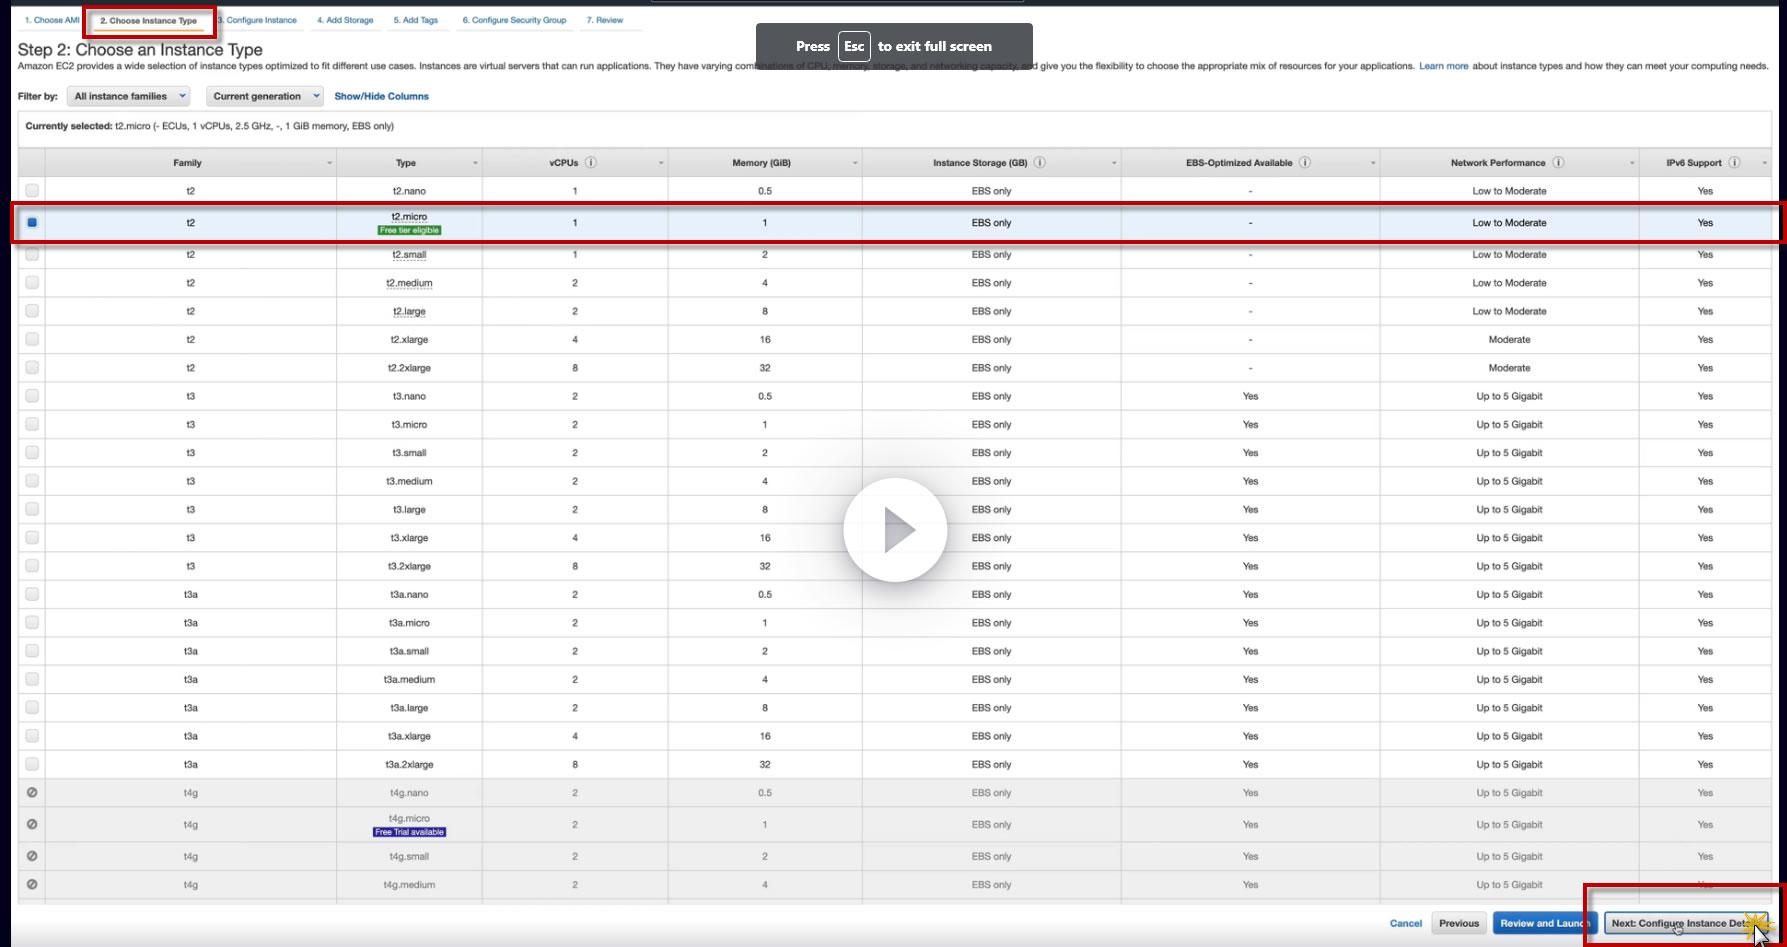 1. Choose AMI 2. Choose Instance Type 3. Configure Instance 4. Add Storage 5. Add Tags 6. Configure Security Group 7. Review
Step 2: Choose an Instance Type
Press Esc to exit full screen
Amazon EC2 provides a wide selection of instance types optimized to fit different use cases. Instances are virtual servers that can run applications. They have varying combinations of CPU, memory, storage, and networking capacity, and give you the flexibility to choose the appropriate mix of resources for your applications. Learn more about instance types and how they can meet your computing needs.
Filter by: All instance families Current generation Show/Hide Columns
Currently selected: t2.micro (- ECUs, 1 vCPUs, 2.5 GHz, -, 1 GiB memory, EBS only)
Family Type vCPUs Memory (GiB) Instance Storage (GB) EBS-Optimized Available Network Performance IPv6 Support
t2 t2.nano 1 0.5 EBS only - Low to Moderate Yes
t2 t2.micro 1 1 EBS only - Low to Moderate Yes
Free tier eligible
t2 t2.small 1 2 EBS only - Low to Moderate Yes
t2 t2.medium 2 4 EBS only - Low to Moderate Yes
t2 t2.large 2 8 EBS only - Low to Moderate Yes
t2 t2.xlarge 4 16 EBS only - Moderate Yes
t2 t2.2xlarge 8 32 EBS only - Moderate Yes
t3 t3.nano 2 0.5 EBS only Yes Up to 5 Gigabit Yes
t3 t3.micro 2 1 EBS only Yes Up to 5 Gigabit Yes
t3 t3.small 2 2 EBS only Yes Up to 5 Gigabit Yes
t3 t3.medium 2 4 EBS only Yes Up to 5 Gigabit Yes
t3 t3.large 2 8 EBS only Yes Up to 5 Gigabit Yes
t3 t3.xlarge 4 16 EBS only Yes Up to 5 Gigabit Yes
t3 t3.2xlarge 8 32 EBS only Yes Up to 5 Gigabit Yes
t3a t3a.nano 2 0.5 EBS only Yes Up to 5 Gigabit Yes
t3a t3a.micro 2 1 EBS only Yes Up to 5 Gigabit Yes
t3a t3a.small 2 2 EBS only Yes Up to 5 Gigabit Yes
t3a t3a.medium 2 4 EBS only Yes Up to 5 Gigabit Yes
t3a t3a.large 2 8 EBS only Yes Up to 5 Gigabit Yes
t3a t3a.xlarge 4 16 EBS only Yes Up to 5 Gigabit Yes
t3a t3a.2xlarge 8 32 EBS only Yes Up to 5 Gigabit Yes
t4g t4g.nano 2 0.5 EBS only Yes Up to 5 Gigabit Yes
t4g t4g.micro 2 1 EBS only Yes Up to 5 Gigabit Yes
Free Trial available
t4g t4g.small 2 2 EBS only Yes Up to 5 Gigabit Yes
t4g t4g.medium 2 4 EBS only Yes Up to 5 Gigabit Yes
Cancel Previous Review and Launch Next: Configure Instance Deta